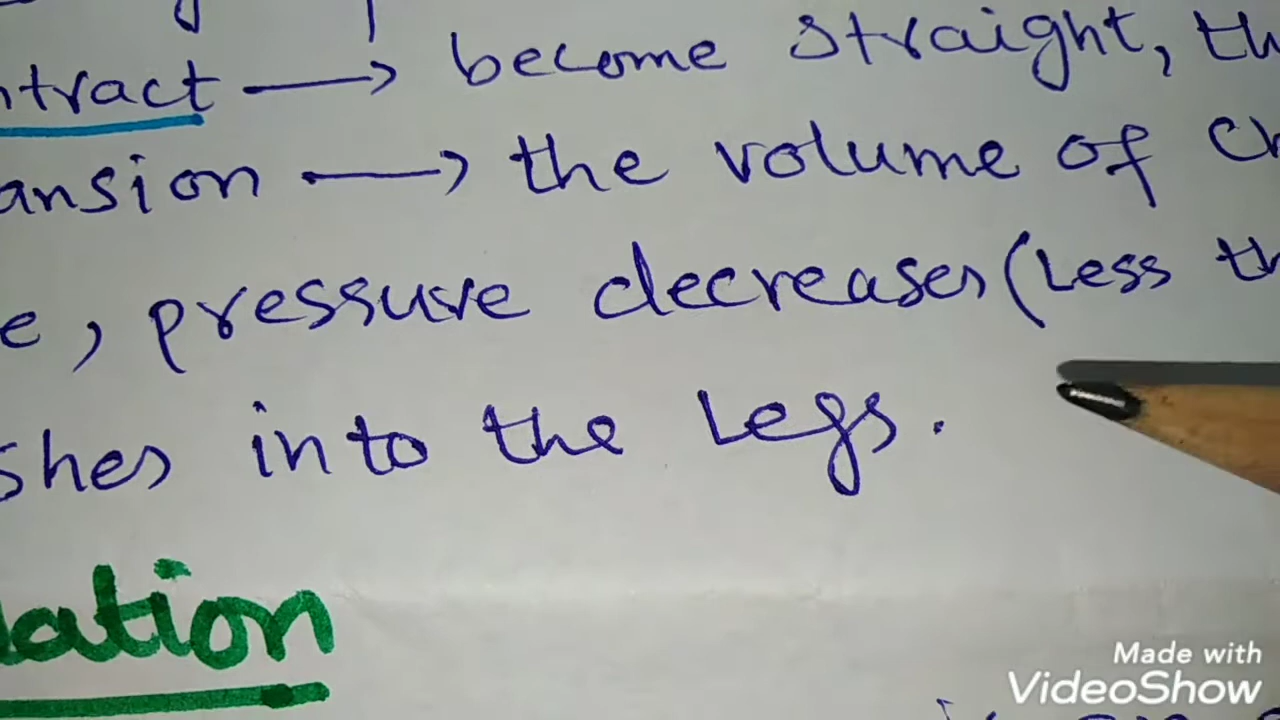 ntract → become straight, th
ansion → the volume of ch
e, pressure decreases (Less th
shes into the Legs.
lation
Made with
VideoShow